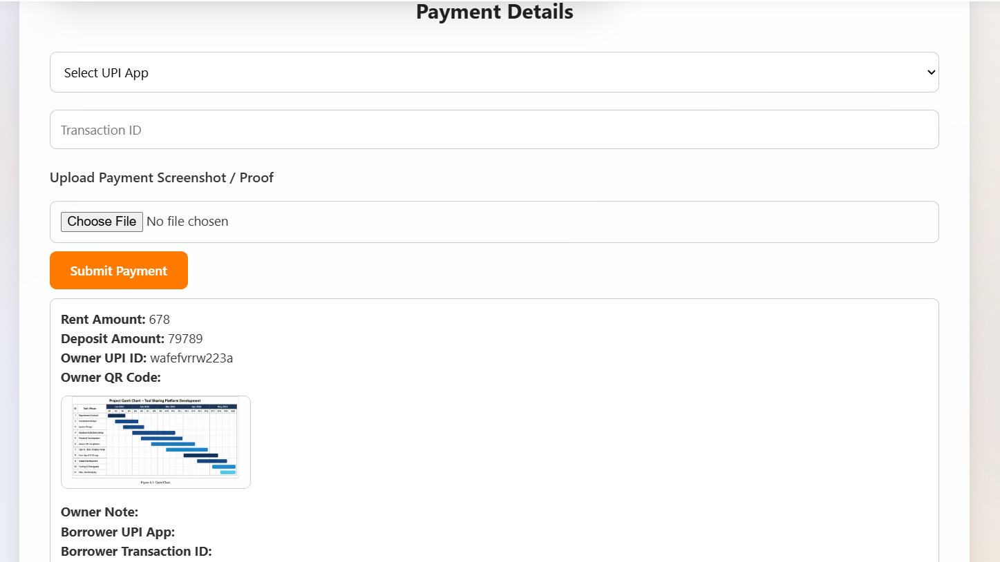 Payment Details
Select UPI App
Transaction ID
Upload Payment Screenshot / Proof
Choose File No file chosen
Submit Payment
Rent Amount: 678
Deposit Amount: 79789
Owner UPI ID: wafefvrrw223a
Owner QR Code:
Project Gantt Chart – Tool Sharing Platform Development
Figure 6.1: Gantt Chart.
Owner Note:
Borrower UPI App:
Borrower Transaction ID: